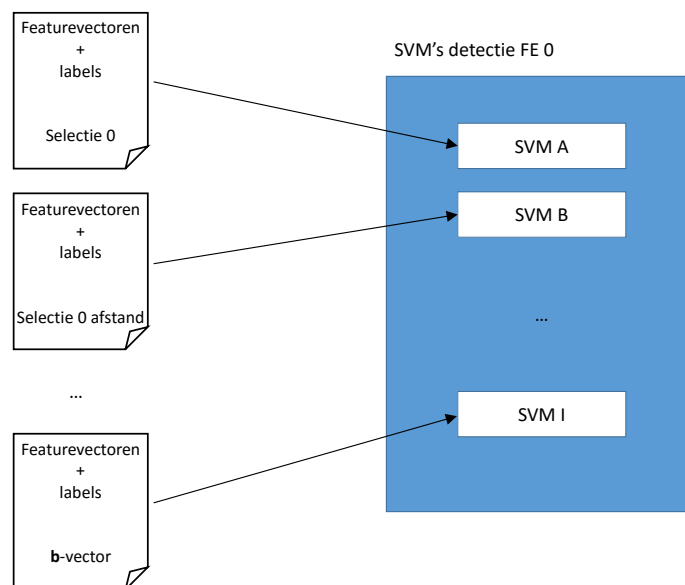 Featurevectoren
+
labels
Selectie 0
SVM's detectie FE 0
SVM A
Featurevectoren
+
labels
Selectie 0 afstand
SVM B
...
...
Featurevectoren
+
labels
b-vector
SVM I